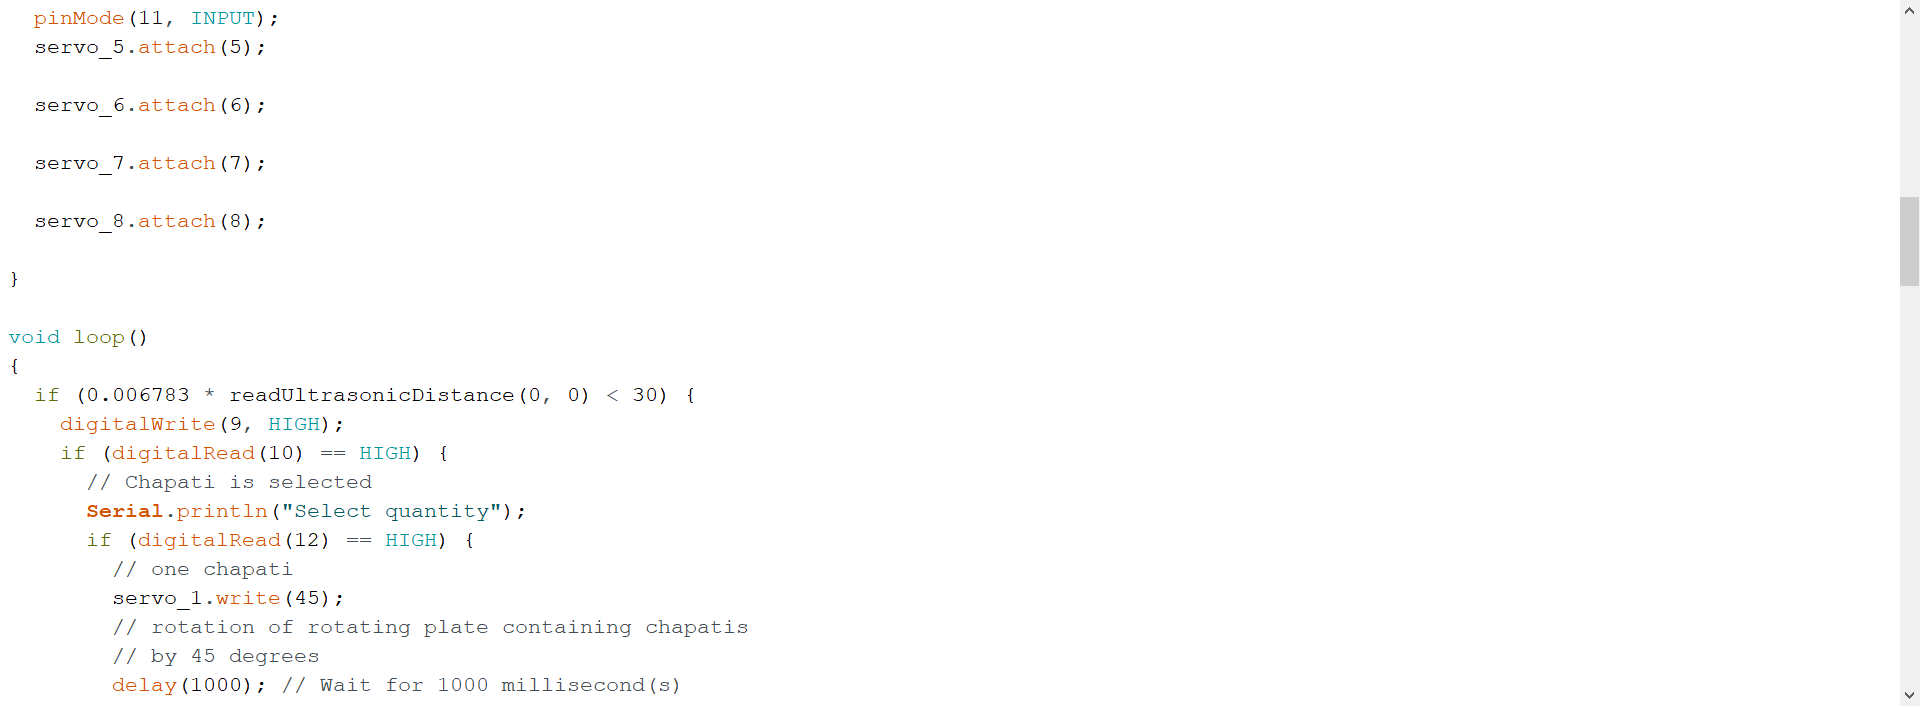 pinMode(11, INPUT);
servo_5.attach(5);
servo_6.attach(6);
servo_7.attach(7);
servo_8.attach(8);
}
void loop()
{
if (0.006783 * readUltrasonicDistance(0, 0) < 30) {
digitalWrite(9, HIGH);
if (digitalRead(10) == HIGH) {
// Chapati is selected
Serial.println("Select quantity");
if (digitalRead(12) == HIGH) {
// one chapati
servo_1.write(45);
// rotation of rotating plate containing chapatis
// by 45 degrees
delay(1000); // Wait for 1000 millisecond(s)